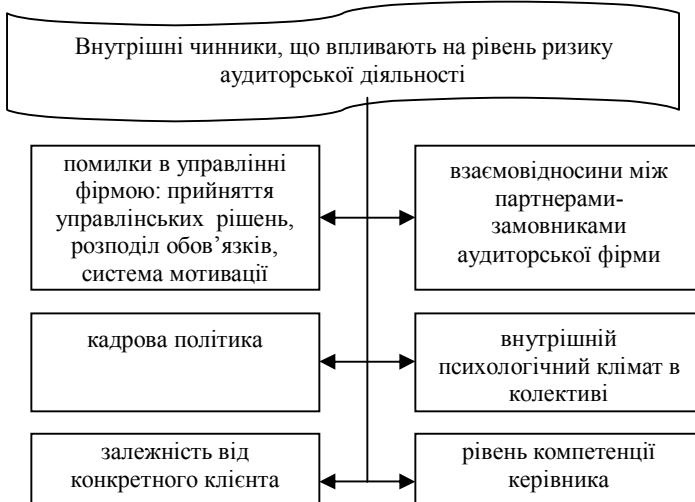 Внутрішні чинники, що впливають на рівень ризику
аудиторської діяльності
помилки в управлінні
фірмою: прийняття
управлінських рішень,
розподіл обов’язків,
система мотивації
взаємовідносини між
партнерами-
замовниками
аудиторської фірми
кадрова політика
внутрішній
психологічний клімат в
колективі
залежність від
конкретного клієнта
рівень компетенції
керівника